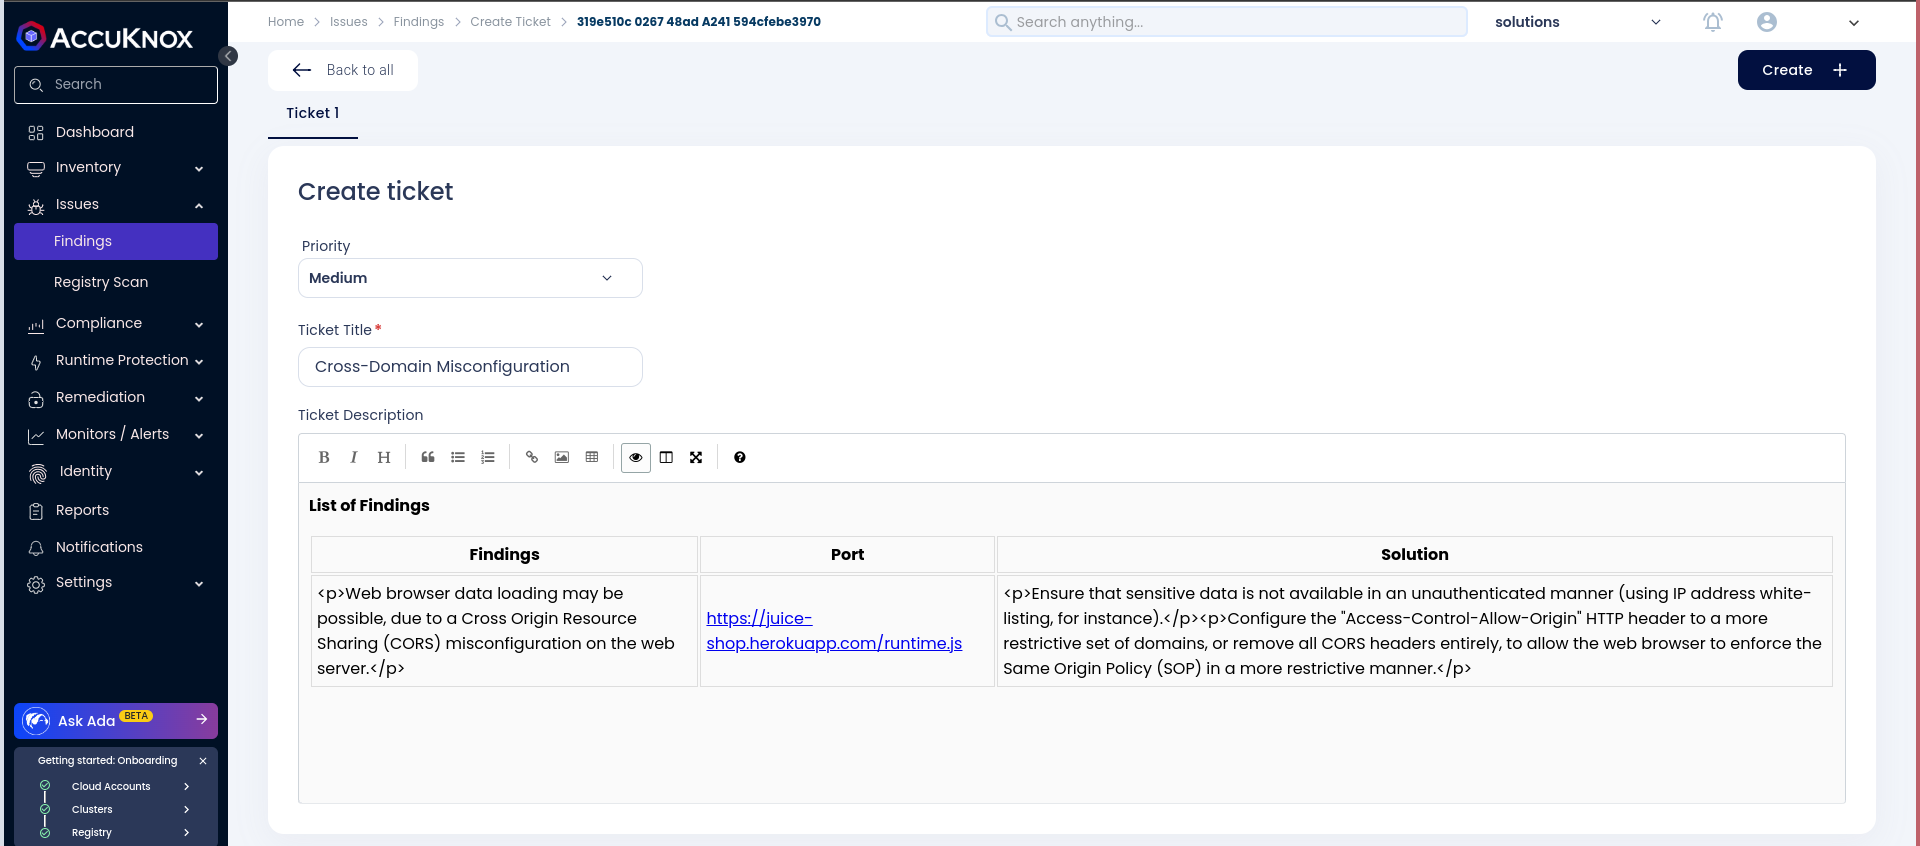 ACCUKNOX
Search
Dashboard
Inventory
Issues
Findings
Registry Scan
Compliance
Runtime Protection
Remediation
Monitors / Alerts
Identity
Reports
Notifications
Settings
Ask Ada BETA
Getting started: Onboarding
Cloud Accounts
Clusters
Registry
Home > Issues > Findings > Create Ticket > 319e510c 0267 48ad A241 594cfebe3970
Search anything...
solutions
Back to all
Create +
Ticket 1
Create ticket
Priority
Medium
Ticket Title *
Cross-Domain Misconfiguration
Ticket Description
B I H
List of Findings
Findings Port Solution
<p>Web browser data loading may be
possible, due to a Cross Origin Resource
Sharing (CORS) misconfiguration on the web
server.</p>
https://juice-
shop.herokuapp.com/runtime.js
<p>Ensure that sensitive data is not available in an unauthenticated manner (using IP address white-
listing, for instance).</p><p>Configure the "Access-Control-Allow-Origin" HTTP header to a more
restrictive set of domains, or remove all CORS headers entirely, to allow the web browser to enforce the
Same Origin Policy (SOP) in a more restrictive manner.</p>